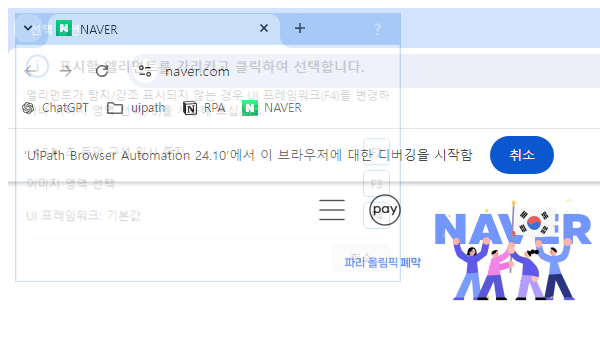 NAVER
?
표시할 엘리먼트를 가리키고 클릭하여 선택합니다.
naver.com
엘리먼트가 탐지/강조 표시되지 않는 경우 UI 프레임워크(F4)를 변경하
ChatGPT uipath RPA NAVER
'UiPath Browser Automation 24.10'에서 이 브라우저에 대한 디버깅을 시작함 취소
이미지 영역 선택 F3
UI 프레임워크: 기본값
pay
NAVER
파리 올림픽 폐막